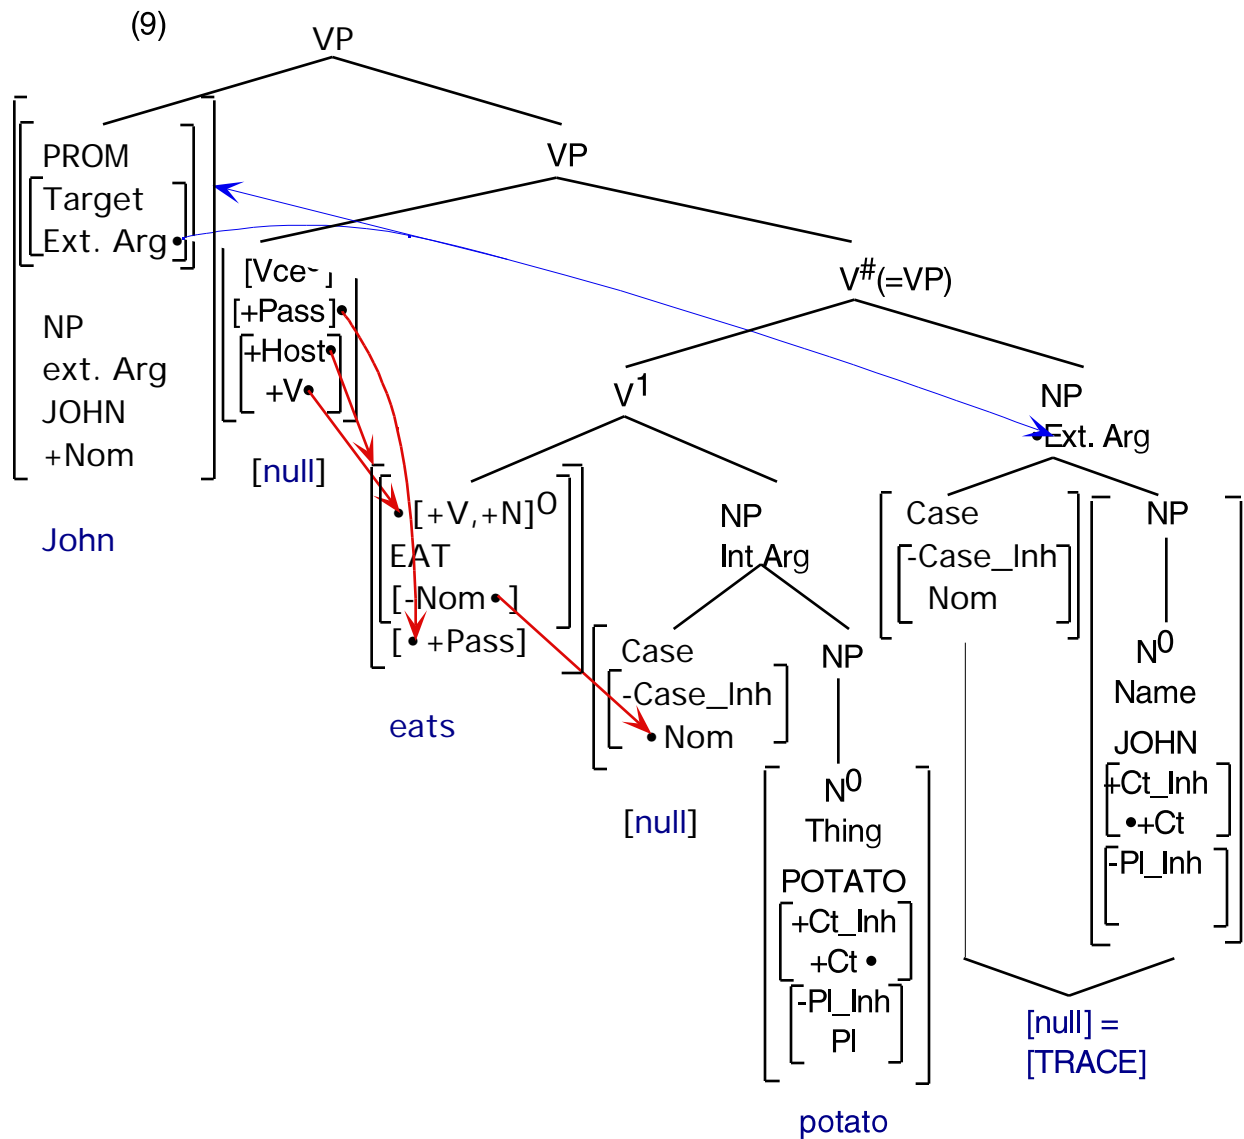 (9)
VP
PROM
Target
Ext. Arg
NP
ext. Arg
JOHN
+Nom
John
VP
[+Pass]
+Host
+V
[null]
V#(=VP)
V1
[+V,+N]O
EAT
[-Nom ]
[ +Pass]
eats
NP
Int.Arg
Case
-Case_Inh
Nom
[null]
NP
N0
Thing
POTATO
+Ct_Inh
+Ct
-Pl_Inh
Pl
potato
NP
Ext. Arg
Case
-Case_Inh
Nom
NP
N0
Name
JOHN
+Ct_Inh
+Ct
-Pl_Inh
[null] =
[TRACE]